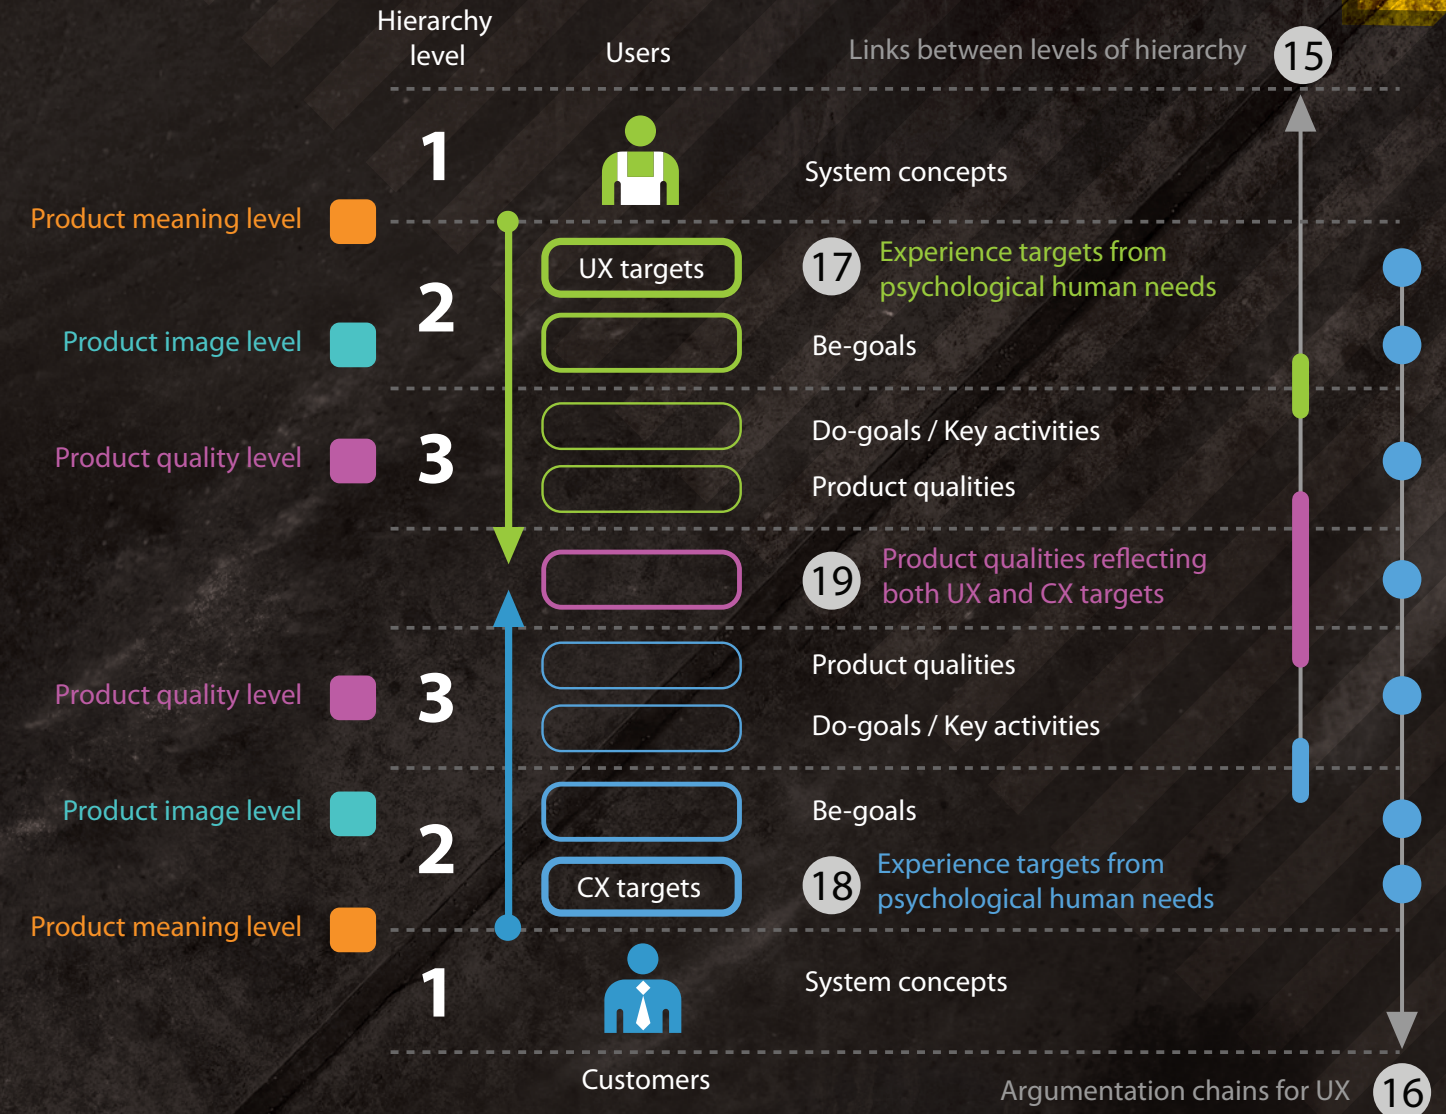 Hierarchy
level
Users
Links between levels of hierarchy
15
1
System concepts
Product meaning level
UX targets
17
Experience targets from
psychological human needs
2
Product image level
Be-goals
Do-goals / Key activities
Product quality level
3
Product qualities
19
Product qualities reflecting
both UX and CX targets
Product qualities
Product quality level
3
Do-goals / Key activities
Product image level
Be-goals
2
CX targets
18
Experience targets from
psychological human needs
Product meaning level
1
System concepts
Customers
Argumentation chains for UX
16